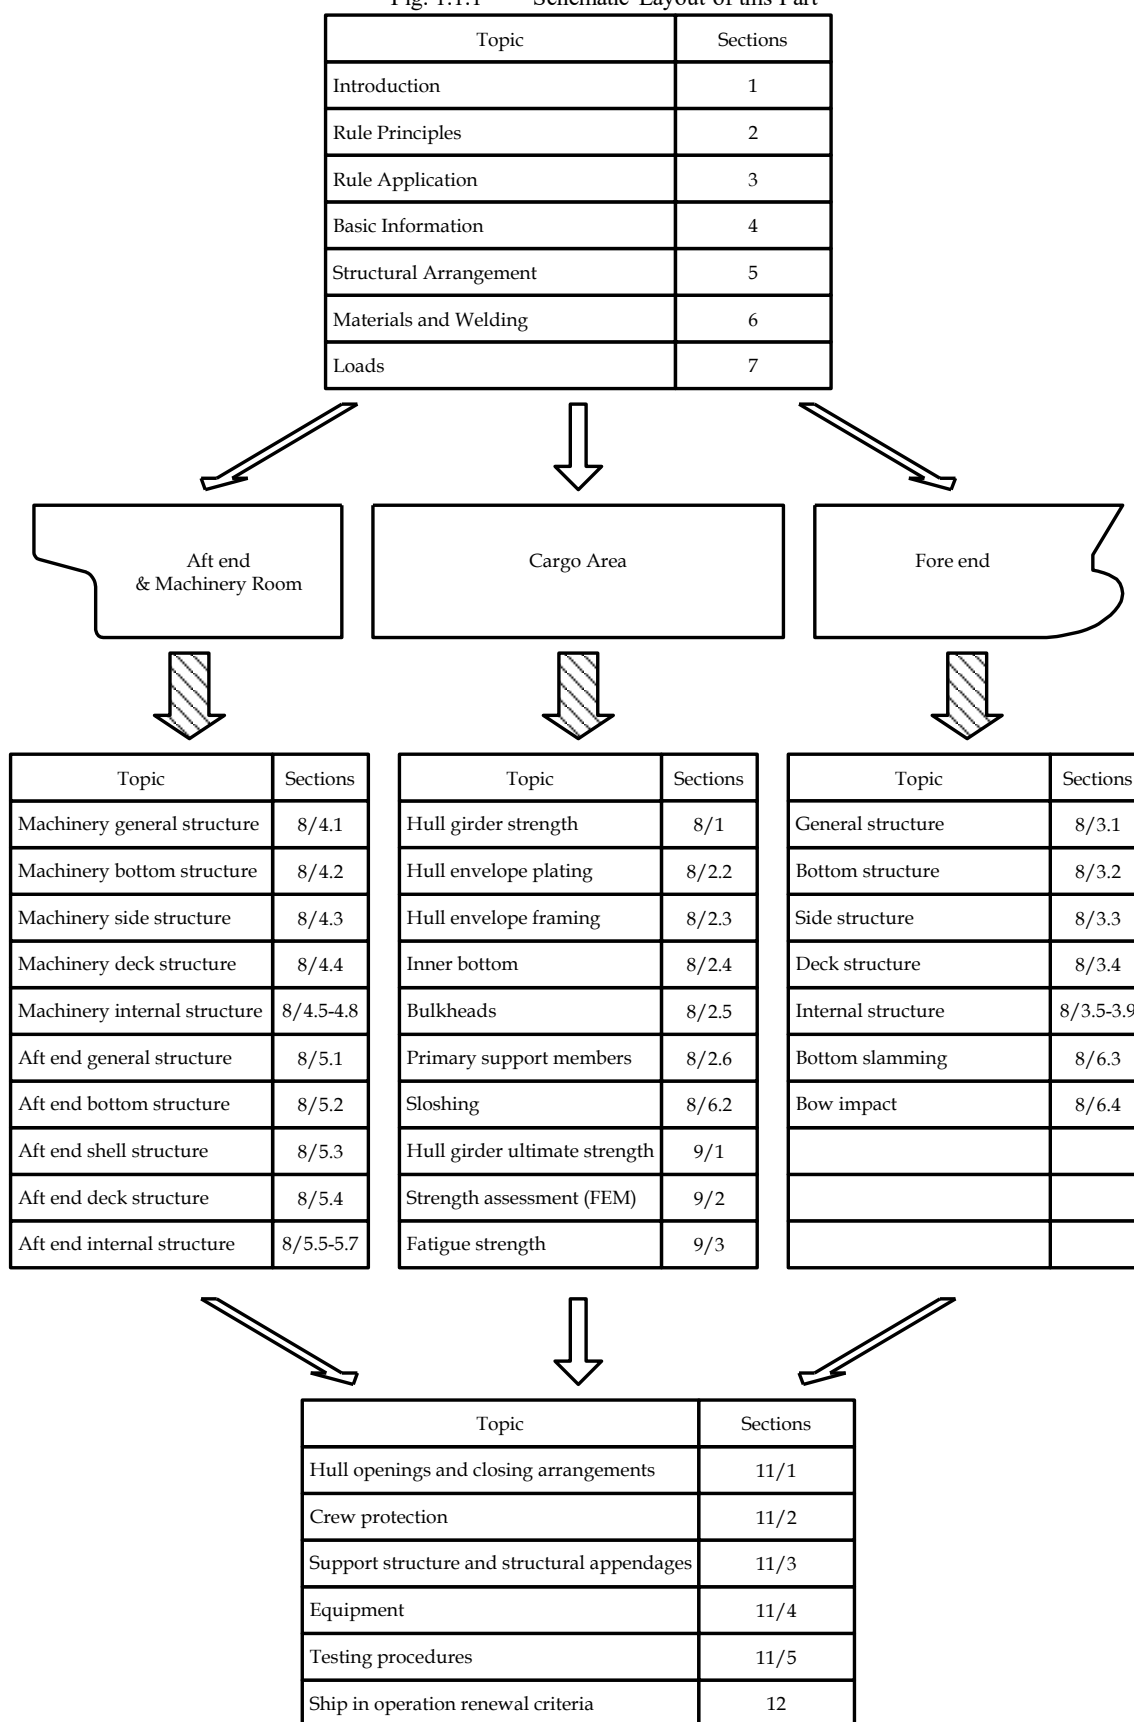 Fig. 1.1.1 Schematic Layout of this Part
Topic Sections
Introduction 1
Rule Principles 2
Rule Application 3
Basic Information 4
Structural Arrangement 5
Materials and Welding 6
Loads 7
Aft end
& Machinery Room
Cargo Area
Fore end
Topic Sections
Machinery general structure 8/4.1
Machinery bottom structure 8/4.2
Machinery side structure 8/4.3
Machinery deck structure 8/4.4
Machinery internal structure 8/4.5-4.8
Aft end general structure 8/5.1
Aft end bottom structure 8/5.2
Aft end shell structure 8/5.3
Aft end deck structure 8/5.4
Aft end internal structure 8/5.5-5.7
Topic Sections
Hull girder strength 8/1
Hull envelope plating 8/2.2
Hull envelope framing 8/2.3
Inner bottom 8/2.4
Bulkheads 8/2.5
Primary support members 8/2.6
Sloshing 8/6.2
Hull girder ultimate strength 9/1
Strength assessment (FEM) 9/2
Fatigue strength 9/3
Topic Sections
General structure 8/3.1
Bottom structure 8/3.2
Side structure 8/3.3
Deck structure 8/3.4
Internal structure 8/3.5-3.9
Bottom slamming 8/6.3
Bow impact 8/6.4
Topic Sections
Hull openings and closing arrangements 11/1
Crew protection 11/2
Support structure and structural appendages 11/3
Equipment 11/4
Testing procedures 11/5
Ship in operation renewal criteria 12